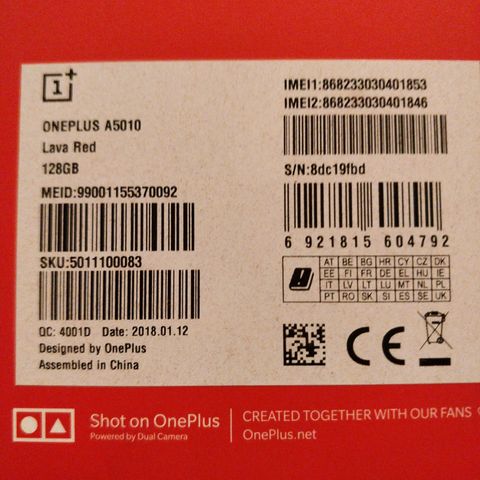 ONEPLUS A5010
Lava Red
128GB
MEID:99001155370092
SKU:5011100083
QC: 4001D Date: 2018.01.12
Designed by OnePlus
Assembled in China
IMEI1:868233030401853
IMEI2:868233030401846
S/N:8dc19fbd
6 921815 604792
AT BE BG HR CY CZ DK
EE FI FR DE EL HU IE
IT LV LT LU MT NL PL
PT RO SK SI ES SE UK
CE
Shot on OnePlus
Powered by Dual Camera
CREATED TOGETHER WITH OUR FANS
OnePlus.net